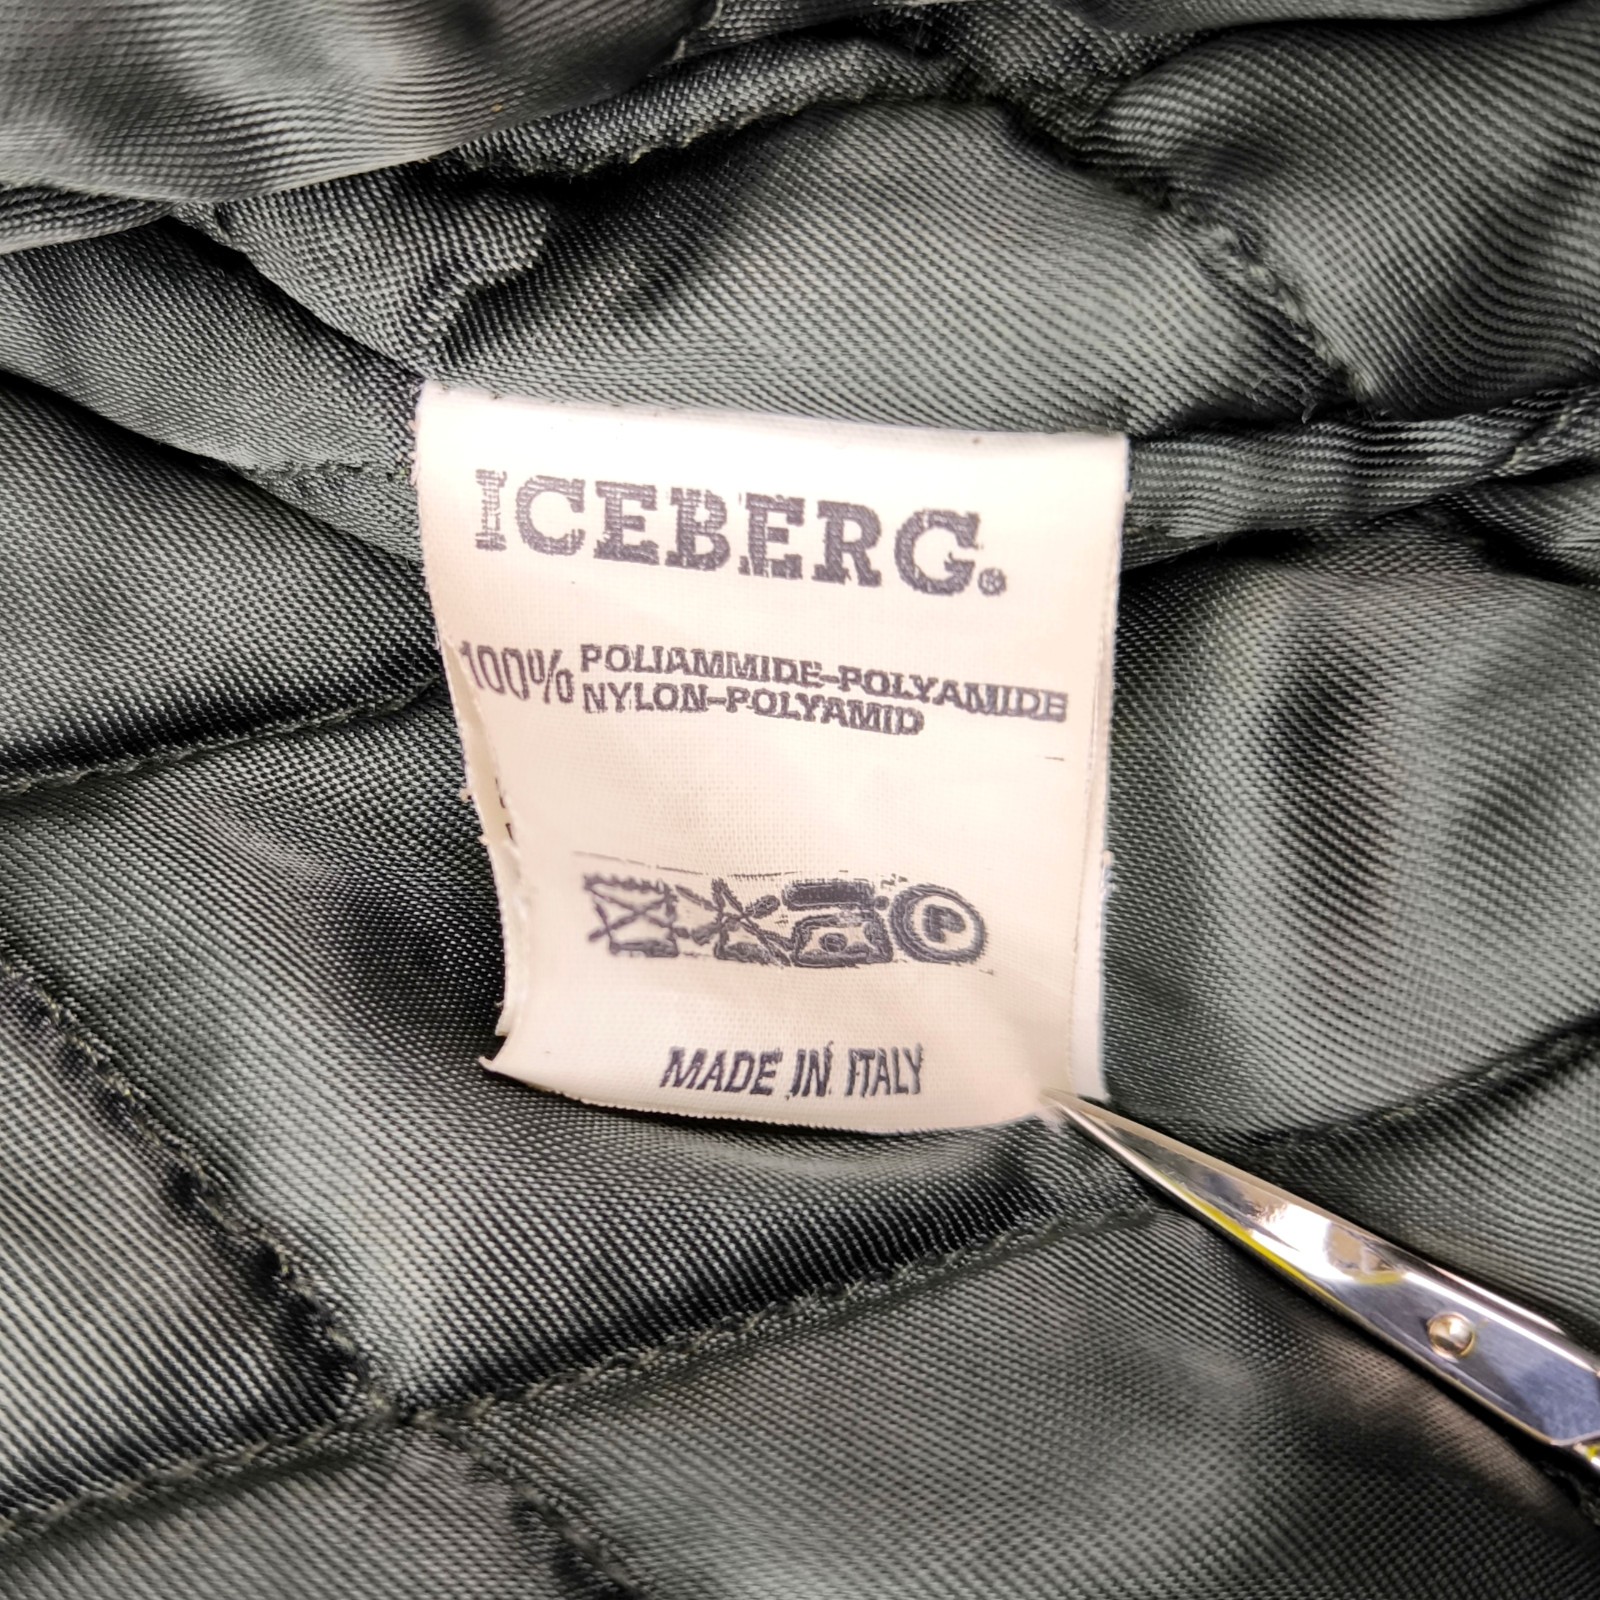 ICEBERG®
100% POLIAMMIDE-POLYAMIDE
NYLON-POLYAMID
P
MADE IN ITALY